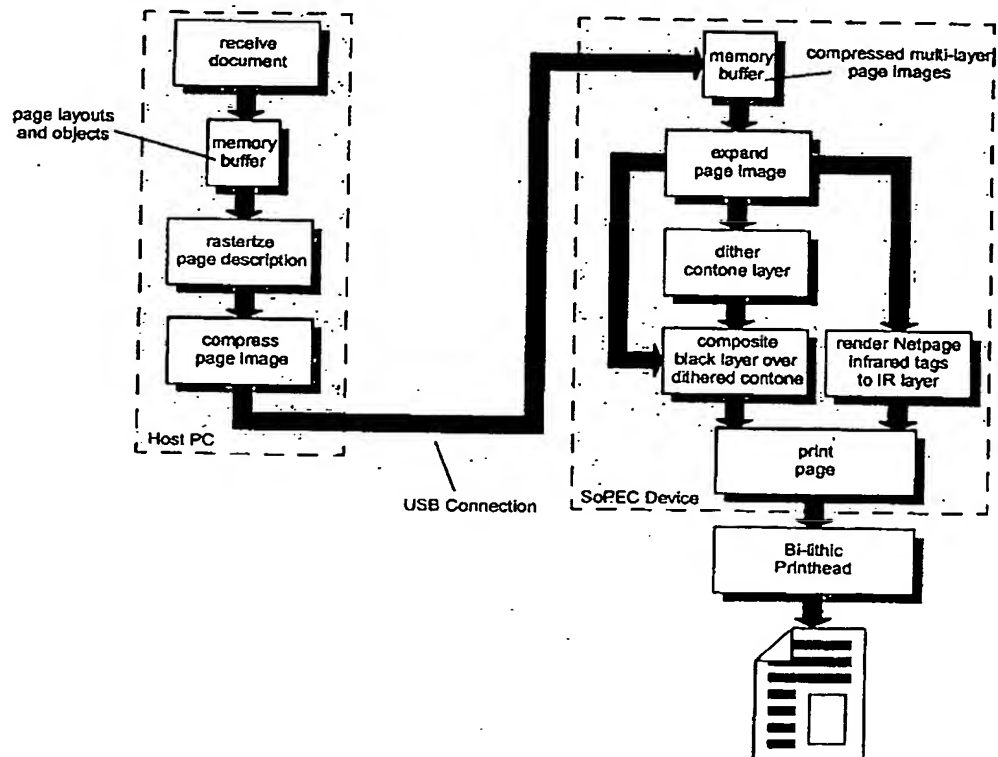 receive
document
page layouts
and objects
memory
buffer
rasterize
page description
compress
page image
Host PC
USB Connection
memory
buffer
compressed multi-layer
page images
expand
page image
dither
contone layer
composite
black layer over
dithered contone
render Netpage
infrared tags
to IR layer
print
page
SoPEC Device
Bi-lithic
Printhead